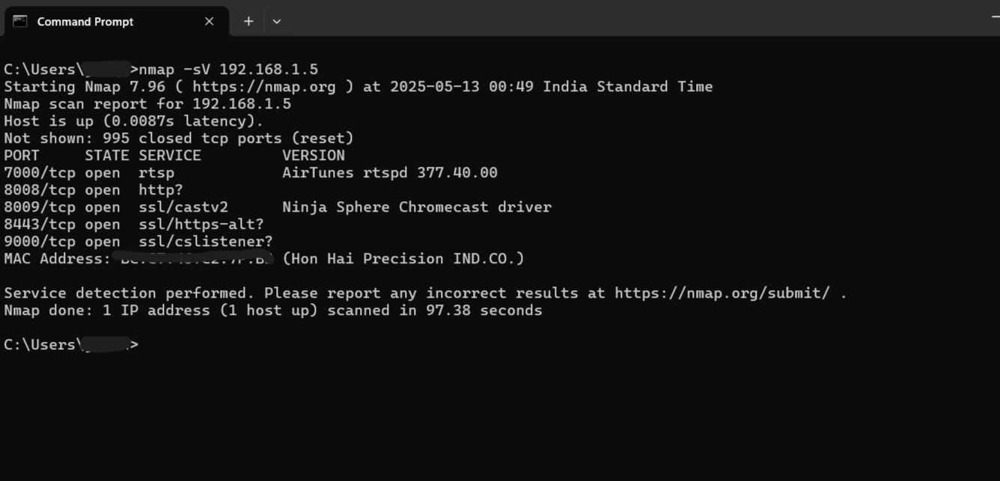 Command Prompt
C:\Users\ >nmap -sV 192.168.1.5
Starting Nmap 7.96 ( https://nmap.org ) at 2025-05-13 00:49 India Standard Time
Nmap scan report for 192.168.1.5
Host is up (0.0087s latency).
Not shown: 995 closed tcp ports (reset)
PORT     STATE SERVICE         VERSION
7000/tcp open  rtsp            AirTunes rtspd 377.40.00
8008/tcp open  http?
8009/tcp open  ssl/castv2      Ninja Sphere Chromecast driver
8443/tcp open  ssl/https-alt?
9000/tcp open  ssl/cslistener?
MAC Address: (Hon Hai Precision IND.CO.)
Service detection performed. Please report any incorrect results at https://nmap.org/submit/ .
Nmap done: 1 IP address (1 host up) scanned in 97.38 seconds
C:\Users\ >